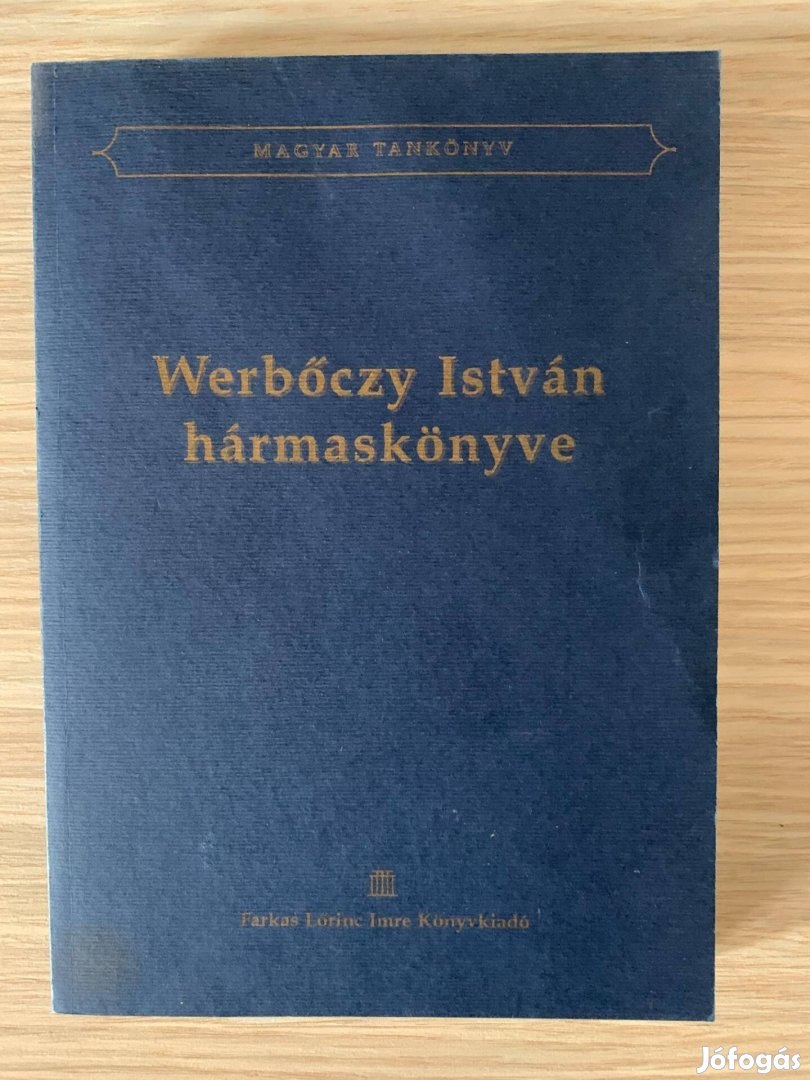 MAGYAR TANKÖNYV
Werbőczy István
hármaskönyve
Farkas Lőrinc Imre Könyvkiadó
Jófogás